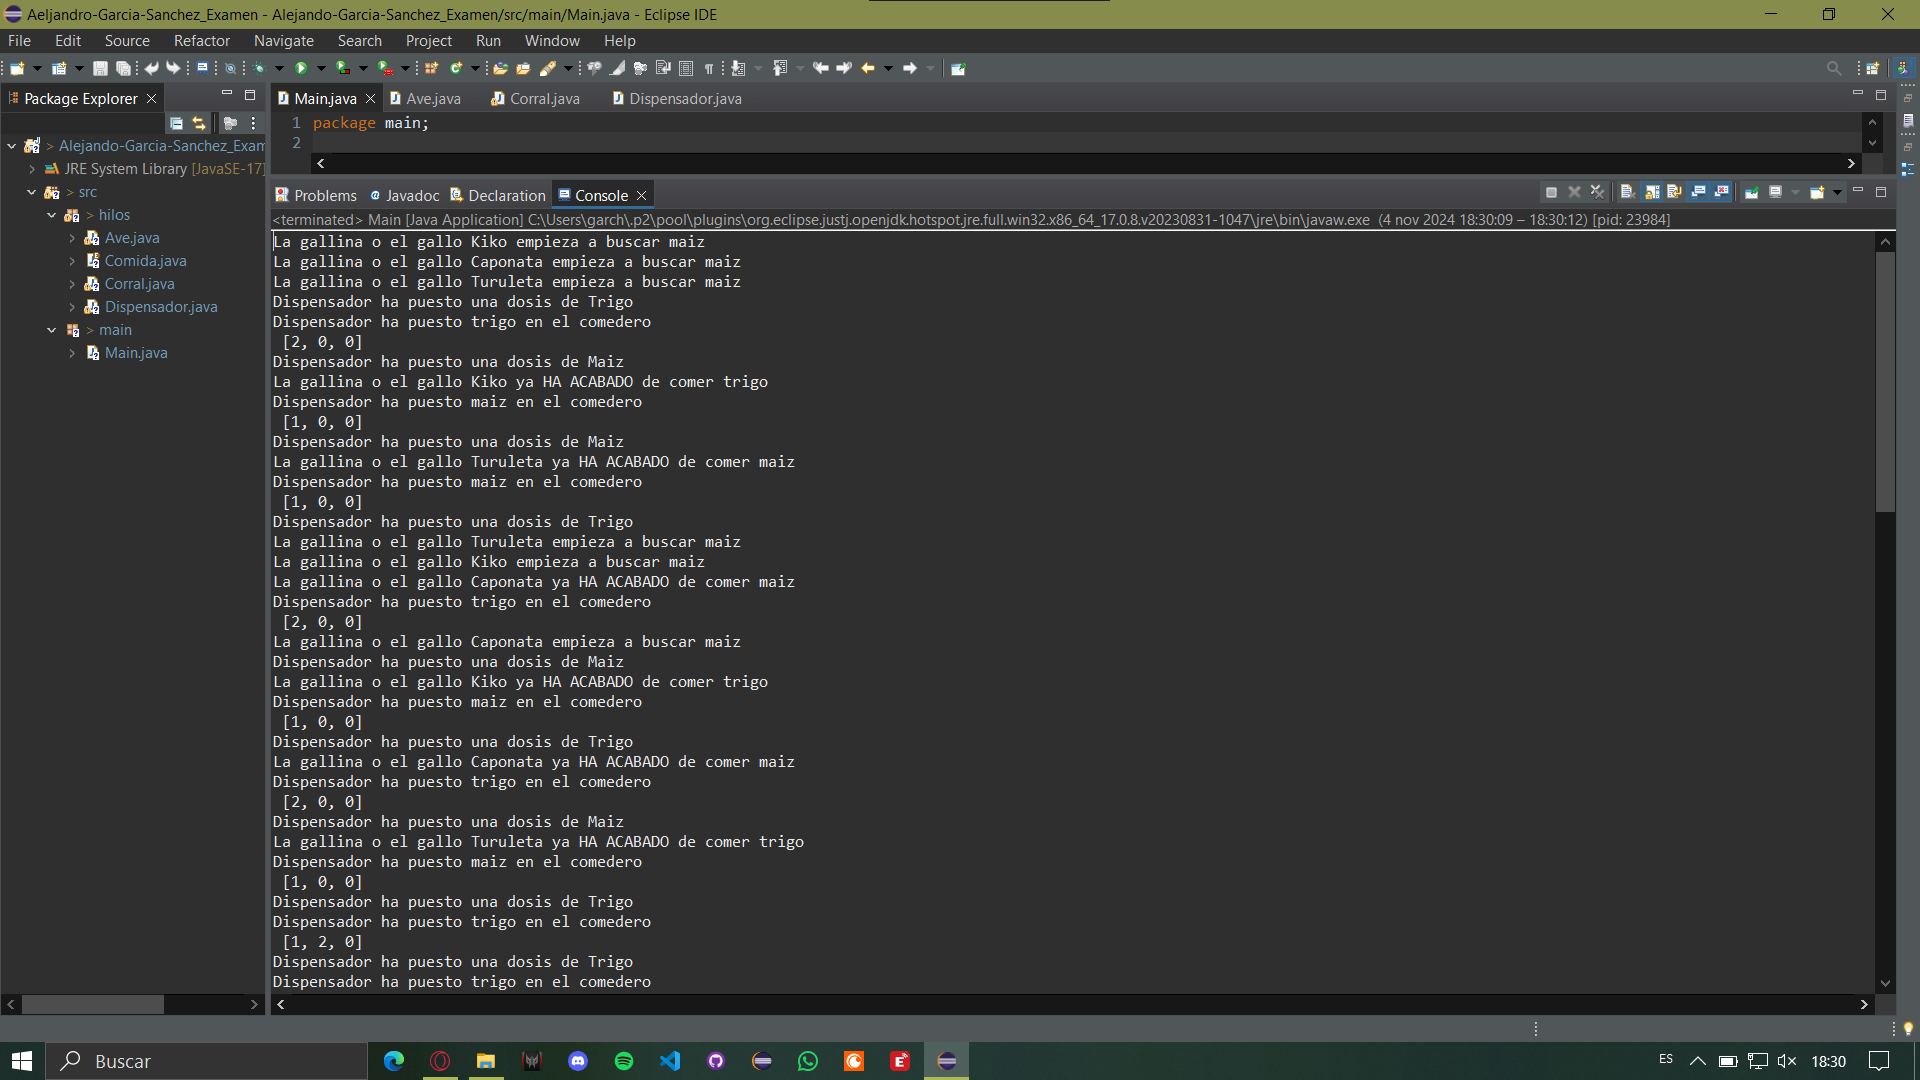 Aeljandro-Garcia-Sanchez_Examen - Alejando-Garcia-Sanchez_Examen/src/main/Main.java - Eclipse IDE
File Edit Source Refactor Navigate Search Project Run Window Help
Package Explorer
Main.java Ave.java Corral.java Dispensador.java
1 package main;
2
> Alejando-Garcia-Sanchez_Exam
JRE System Library [JavaSE-17]
> src
> hilos
Ave.java
Comida.java
Corral.java
Dispensador.java
> main
Main.java
Problems Javadoc Declaration Console
<terminated> Main [Java Application] C:\Users\garch\.p2\pool\plugins\org.eclipse.justj.openjdk.hotspot.jre.full.win32.x86_64_17.0.8.v20230831-1047\jre\bin\javaw.exe (4 nov 2024 18:30:09 – 18:30:12) [pid: 23984]
La gallina o el gallo Kiko empieza a buscar maiz
La gallina o el gallo Caponata empieza a buscar maiz
La gallina o el gallo Turuleta empieza a buscar maiz
Dispensador ha puesto una dosis de Trigo
Dispensador ha puesto trigo en el comedero
[2, 0, 0]
Dispensador ha puesto una dosis de Maiz
La gallina o el gallo Kiko ya HA ACABADO de comer trigo
Dispensador ha puesto maiz en el comedero
[1, 0, 0]
Dispensador ha puesto una dosis de Maiz
La gallina o el gallo Turuleta ya HA ACABADO de comer maiz
Dispensador ha puesto maiz en el comedero
[1, 0, 0]
Dispensador ha puesto una dosis de Trigo
La gallina o el gallo Turuleta empieza a buscar maiz
La gallina o el gallo Kiko empieza a buscar maiz
La gallina o el gallo Caponata ya HA ACABADO de comer maiz
Dispensador ha puesto trigo en el comedero
[2, 0, 0]
La gallina o el gallo Caponata empieza a buscar maiz
Dispensador ha puesto una dosis de Maiz
La gallina o el gallo Kiko ya HA ACABADO de comer trigo
Dispensador ha puesto maiz en el comedero
[1, 0, 0]
Dispensador ha puesto una dosis de Trigo
La gallina o el gallo Caponata ya HA ACABADO de comer maiz
Dispensador ha puesto trigo en el comedero
[2, 0, 0]
Dispensador ha puesto una dosis de Maiz
La gallina o el gallo Turuleta ya HA ACABADO de comer trigo
Dispensador ha puesto maiz en el comedero
[1, 0, 0]
Dispensador ha puesto una dosis de Trigo
Dispensador ha puesto trigo en el comedero
[1, 2, 0]
Dispensador ha puesto una dosis de Trigo
Dispensador ha puesto trigo en el comedero
Buscar
ES
18:30